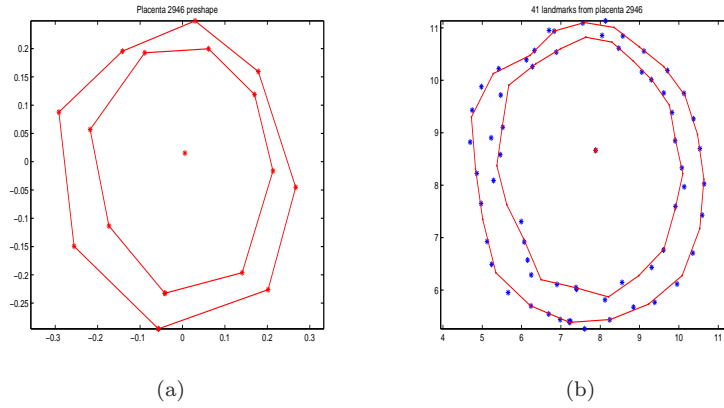 Placenta 2946 preshape
0.2
0.15
0.1
0.05
0
−0.05
−0.1
−0.15
−0.2
−0.25
−0.3 −0.2 −0.1 0 0.1 0.2 0.3
(a)
41 landmarks from placenta 2946
11
10
9
8
7
6
4 5 6 7 8 9 10 11
(b)